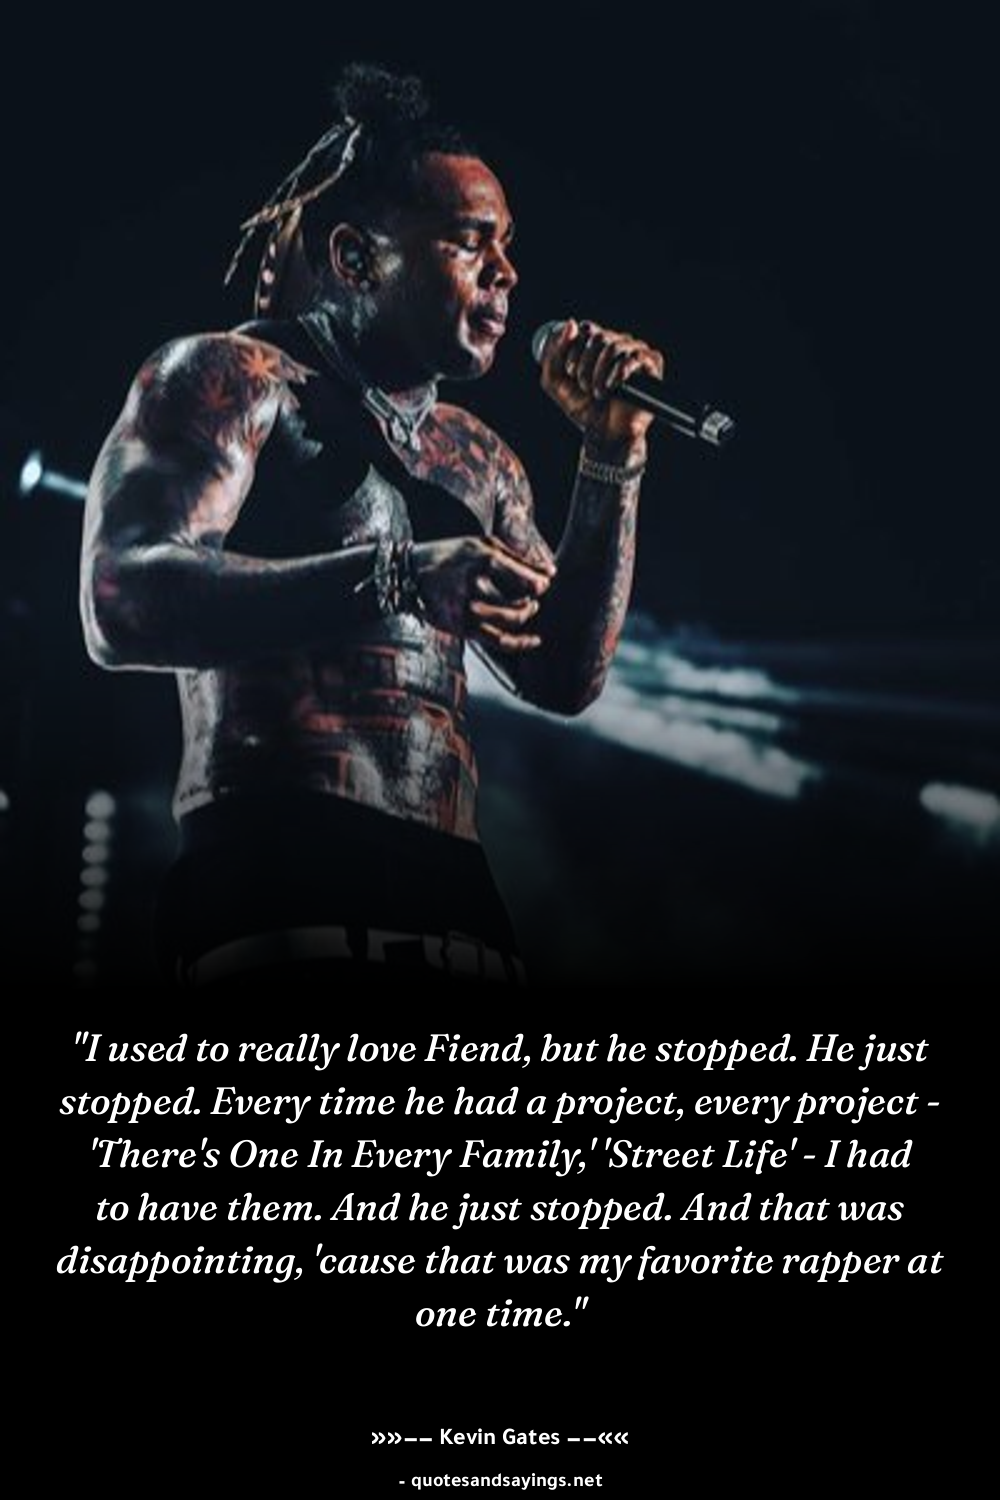 "I used to really love Fiend, but he stopped. He just
stopped. Every time he had a project, every project -
'There's One In Every Family,' 'Street Life' - I had
to have them. And he just stopped. And that was
disappointing, 'cause that was my favorite rapper at
one time."
»»–– Kevin Gates ––««
- quotesandsayings.net